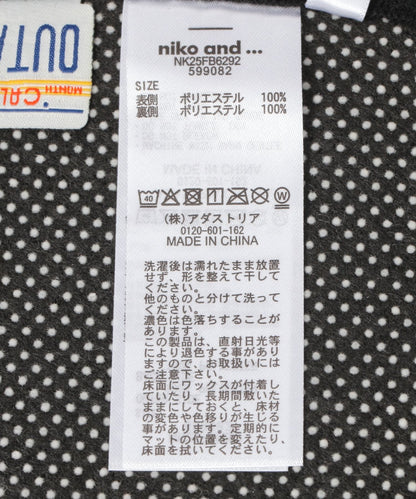 niko and ...
NK25FB6292
599082
SIZE
表側 ポリエステル 100%
裏側 ポリエステル 100%
40
W
(株)アダストリア
0120-601-162
MADE IN CHINA
洗濯後は濡れたまま放置
せず、形を整えて干して
ください。
他のものと分けて洗って
ください。
濃色は色落ちすることが
あります。
この製品は、直射日光等
により退色する事があり
ますので、お取扱いには
ご注意下さい。
床面にワックスが付着し
ていたり、長期間敷いた
ままにしておくと、床材
の変色や色移りが生じる
事があります。定期的に
マットの位置を変えたり、
床面を拭いてください。
OUTA
CAL
MONTH